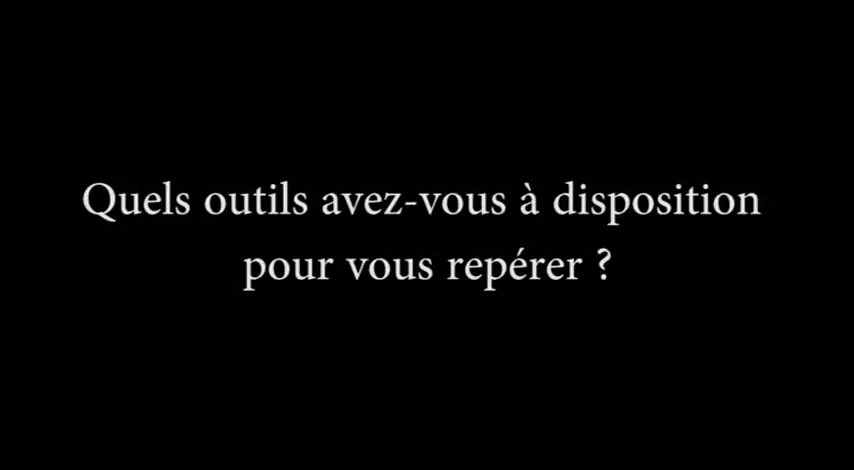 Quels outils avez-vous à disposition
pour vous repérer ?